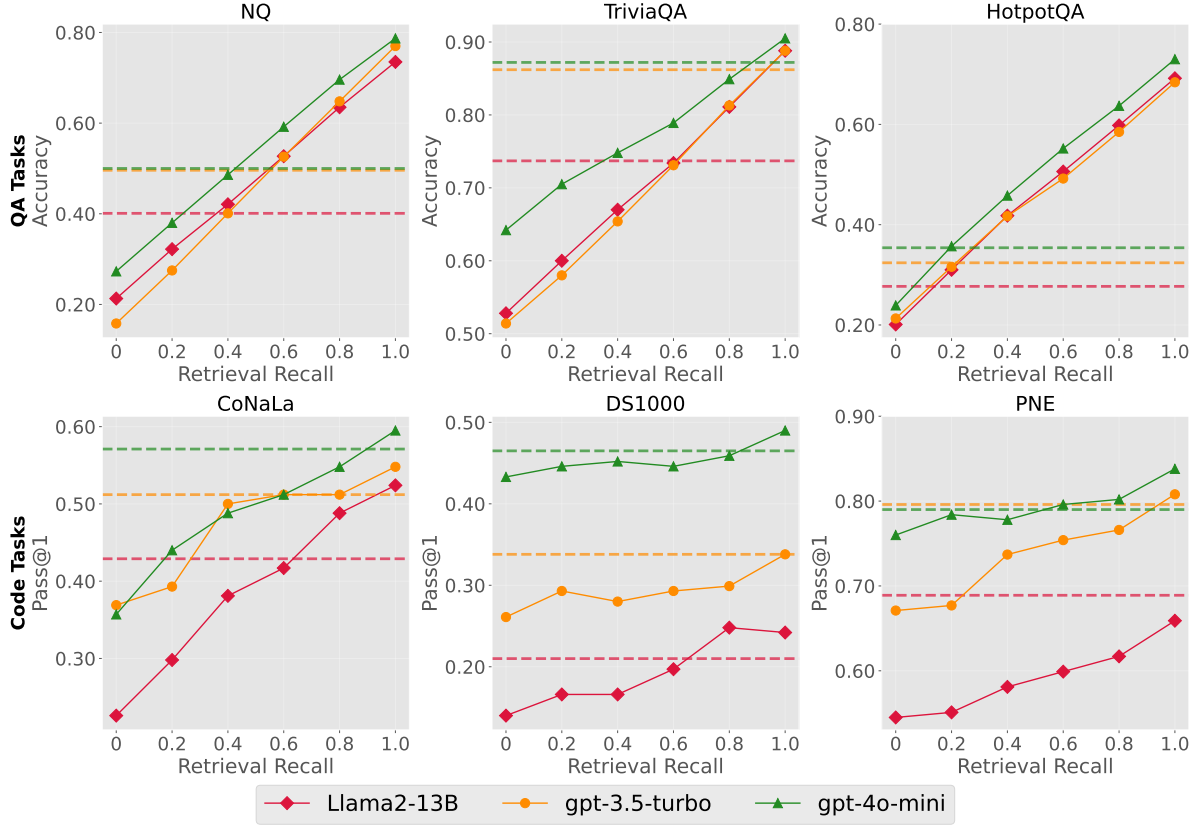 NQ
TriviaQA
HotpotQA
QA Tasks
Accuracy
0.80
0.60
0.40
0.20
0 0.2 0.4 0.6 0.8 1.0
Retrieval Recall
Accuracy
0.90
0.80
0.70
0.60
0.50
0 0.2 0.4 0.6 0.8 1.0
Retrieval Recall
Accuracy
0.80
0.60
0.40
0.20
0 0.2 0.4 0.6 0.8 1.0
Retrieval Recall
CoNaLa
DS1000
PNE
Code Tasks
Pass@1
0.60
0.50
0.40
0.30
0 0.2 0.4 0.6 0.8 1.0
Retrieval Recall
Pass@1
0.50
0.40
0.30
0.20
0 0.2 0.4 0.6 0.8 1.0
Retrieval Recall
Pass@1
0.90
0.80
0.70
0.60
0 0.2 0.4 0.6 0.8 1.0
Retrieval Recall
Llama2-13B gpt-3.5-turbo gpt-4o-mini